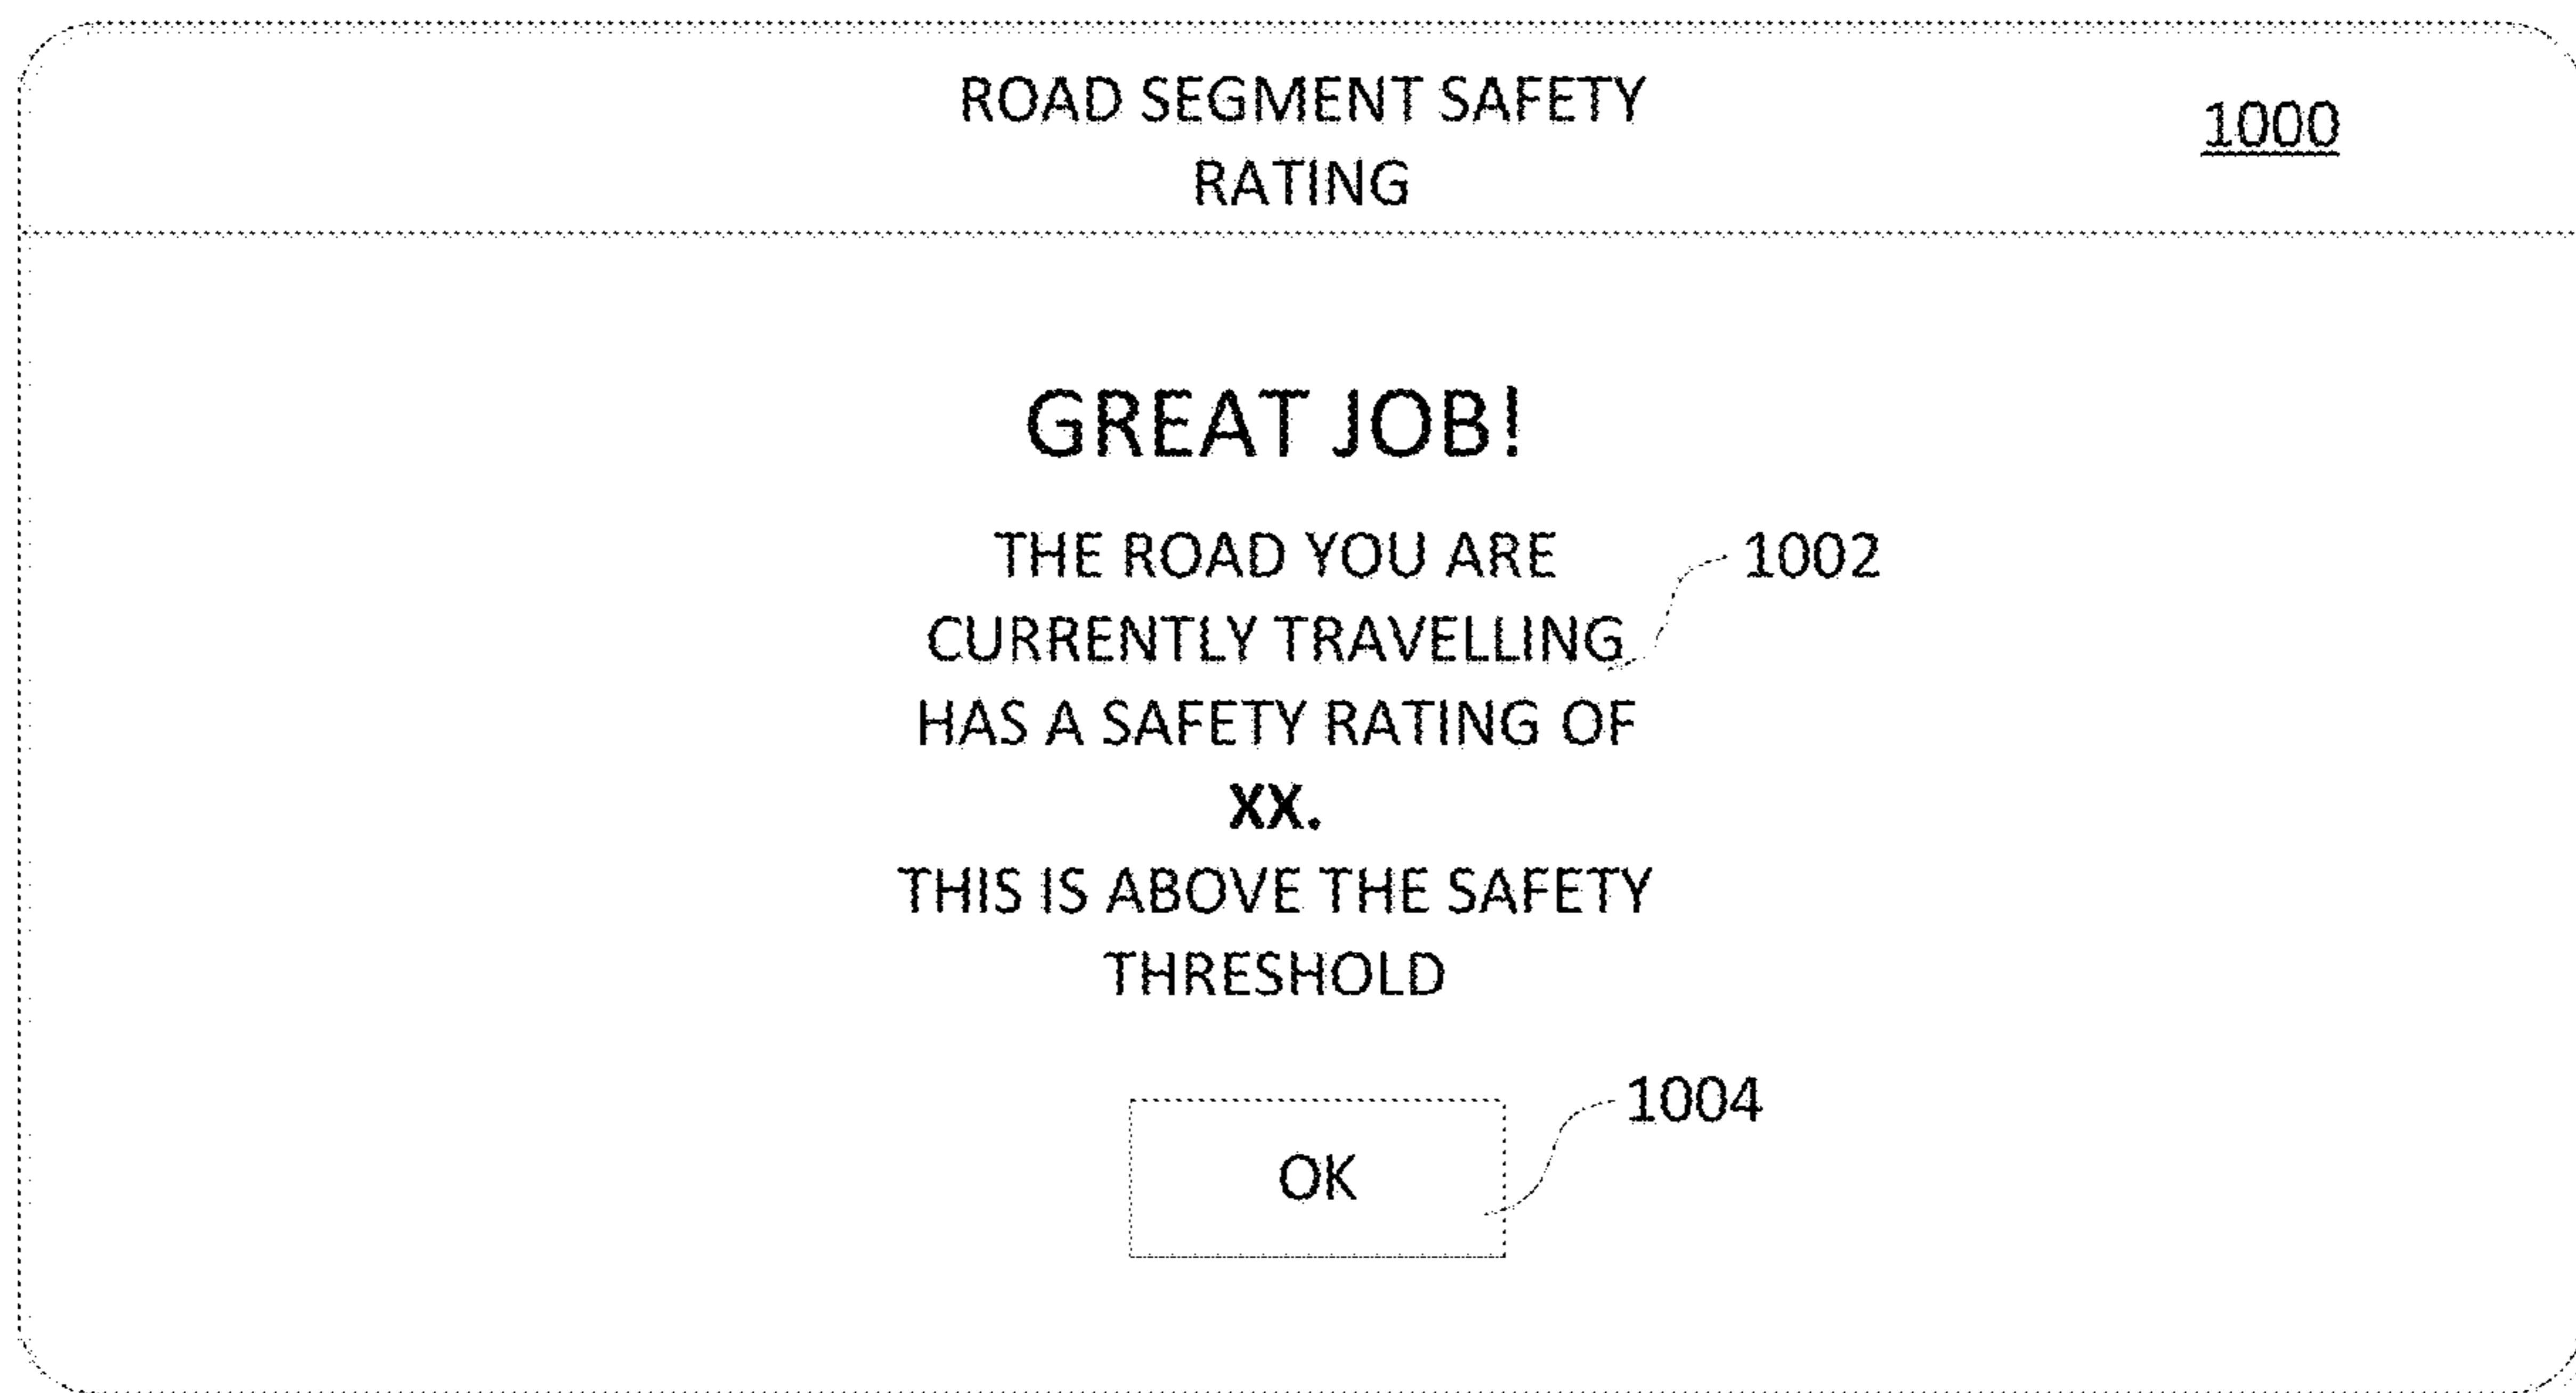 ROAD SEGMENT SAFETY
RATING
1000
GREAT JOB!
THE ROAD YOU ARE
1002
CURRENTLY TRAVELLING
HAS A SAFETY RATING OF
XX.
THIS IS ABOVE THE SAFETY
THRESHOLD
1004
OK